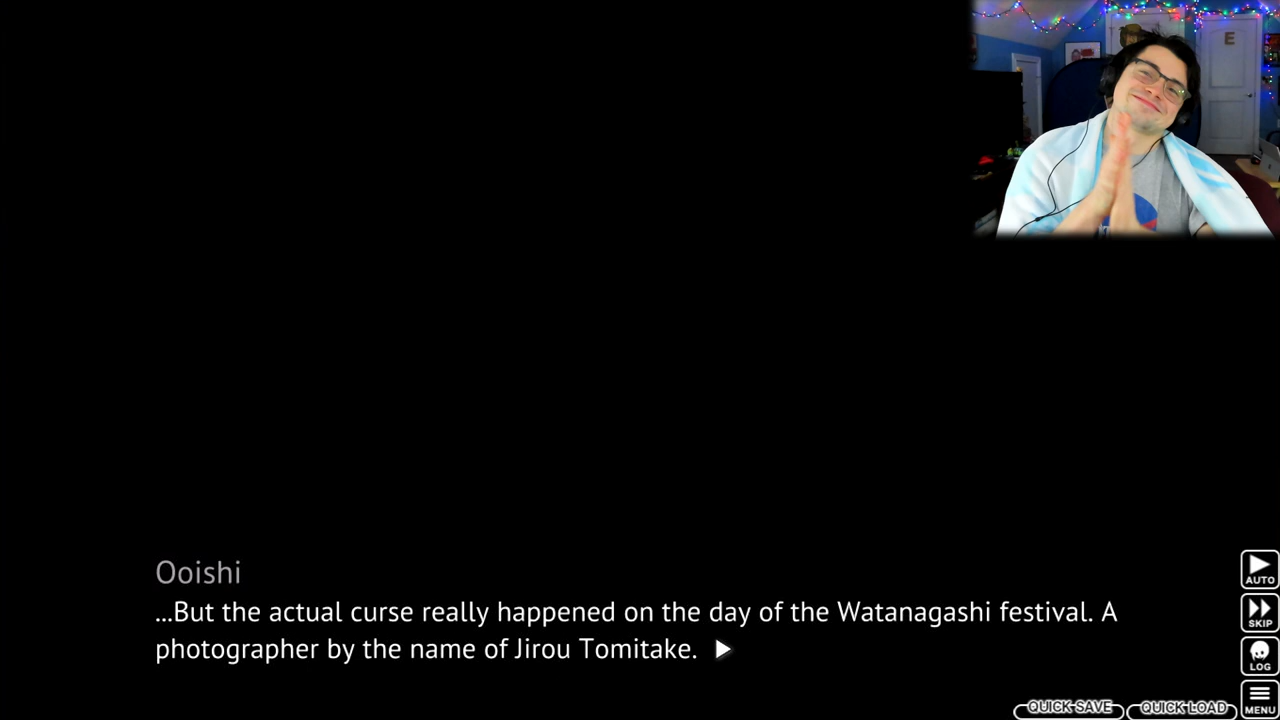 E
Ooishi
...But the actual curse really happened on the day of the Watanagashi festival. A
photographer by the name of Jirou Tomitake.
AUTO
SKIP
LOG
MENU
QUICK SAVE
QUICK LOAD